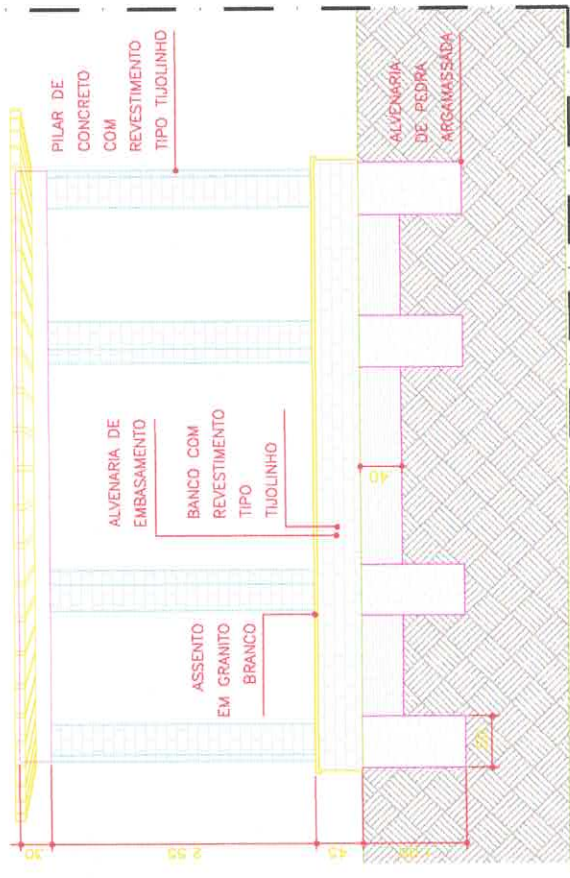 PILAR DE
CONCRETO
COM
REVESTIMENTO
TIPO TIJOLINHO
ALVENARIA DE
EMBASAMENTO
BANCO COM
REVESTIMENTO
TIPO
TIJOLINHO
ASSENTO
EM GRANITO
BRANCO
ALVENARIA
DE PEDRA
ARGAMASSADA
40
30
2.55
45